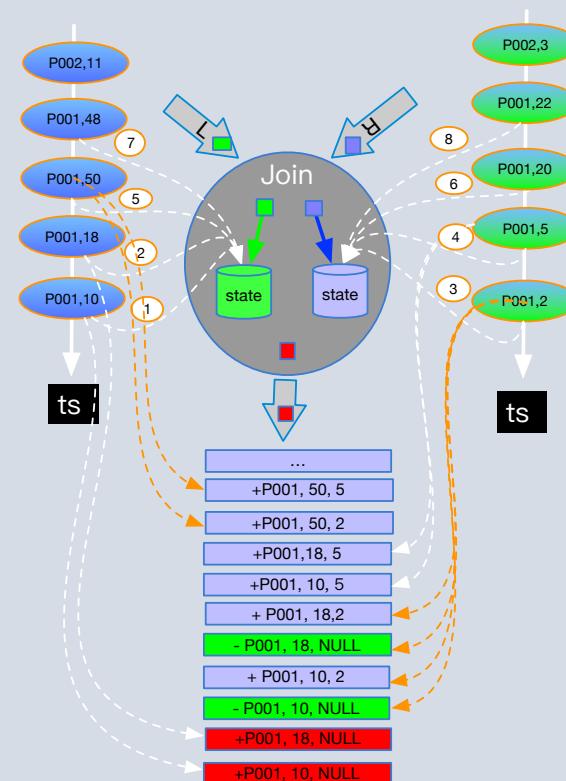 P002,11
P001,48
P001,50
P001,18
P001,10
ts
7
5
2
1
L
R
Join
state
state
8
6
4
3
P002,3
P001,22
P001,20
P001,5
P001,2
ts
...
+P001, 50, 5
+P001, 50, 2
+P001,18, 5
+P001, 10, 5
+ P001, 18,2
- P001, 18, NULL
+ P001, 10, 2
- P001, 10, NULL
+P001, 18, NULL
+P001, 10, NULL